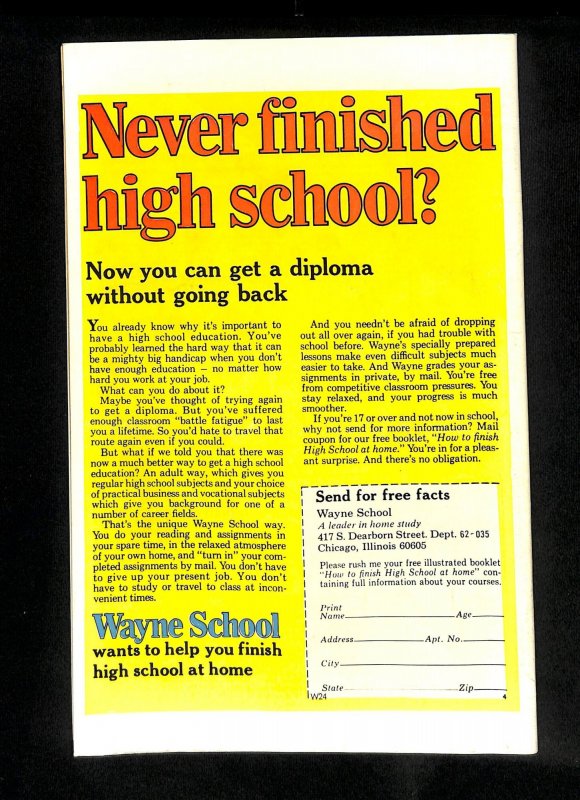 Never finished
high school?
Now you can get a diploma
without going back
You already know why it's important to
have a high school education. You've
probably learned the hard way that it can
be a mighty big handicap when you don't
have enough education – no matter how
hard you work at your job.
What can you do about it?
Maybe you've thought of trying again
to get a diploma. But you've suffered
enough classroom "battle fatigue" to last
you a lifetime. So you'd hate to travel that
route again even if you could.
But what if we told you that there was
now a much better way to get a high school
education? An adult way, which gives you
regular high school subjects and your choice
of practical business and vocational subjects
which give you background for one of a
number of career fields.
That's the unique Wayne School way.
You do your reading and assignments in
your spare time, in the relaxed atmosphere
of your own home, and "turn in" your com-
pleted assignments by mail. You don't have
to give up your present job. You don't
have to study or travel to class at incon-
venient times.
Wayne School
wants to help you finish
high school at home
And you needn't be afraid of dropping
out all over again, if you had trouble with
school before. Wayne's specially prepared
lessons make even difficult subjects much
easier to take. And Wayne grades your as-
signments in private, by mail. You're free
from competitive classroom pressures. You
stay relaxed, and your progress is much
smoother.
If you're 17 or over and not now in school,
why not send for more information? Mail
coupon for our free booklet, "How to finish
High School at home." You're in for a pleas-
ant surprise. And there's no obligation.
Send for free facts
Wayne School
A leader in home study
417 S. Dearborn Street. Dept. 62-035
Chicago, Illinois 60605
Please rush me your free illustrated booklet
"How to finish High School at home" con-
taining full information about your courses.
Print
Name Age
Address Apt. No.
City
State Zip
W24 4